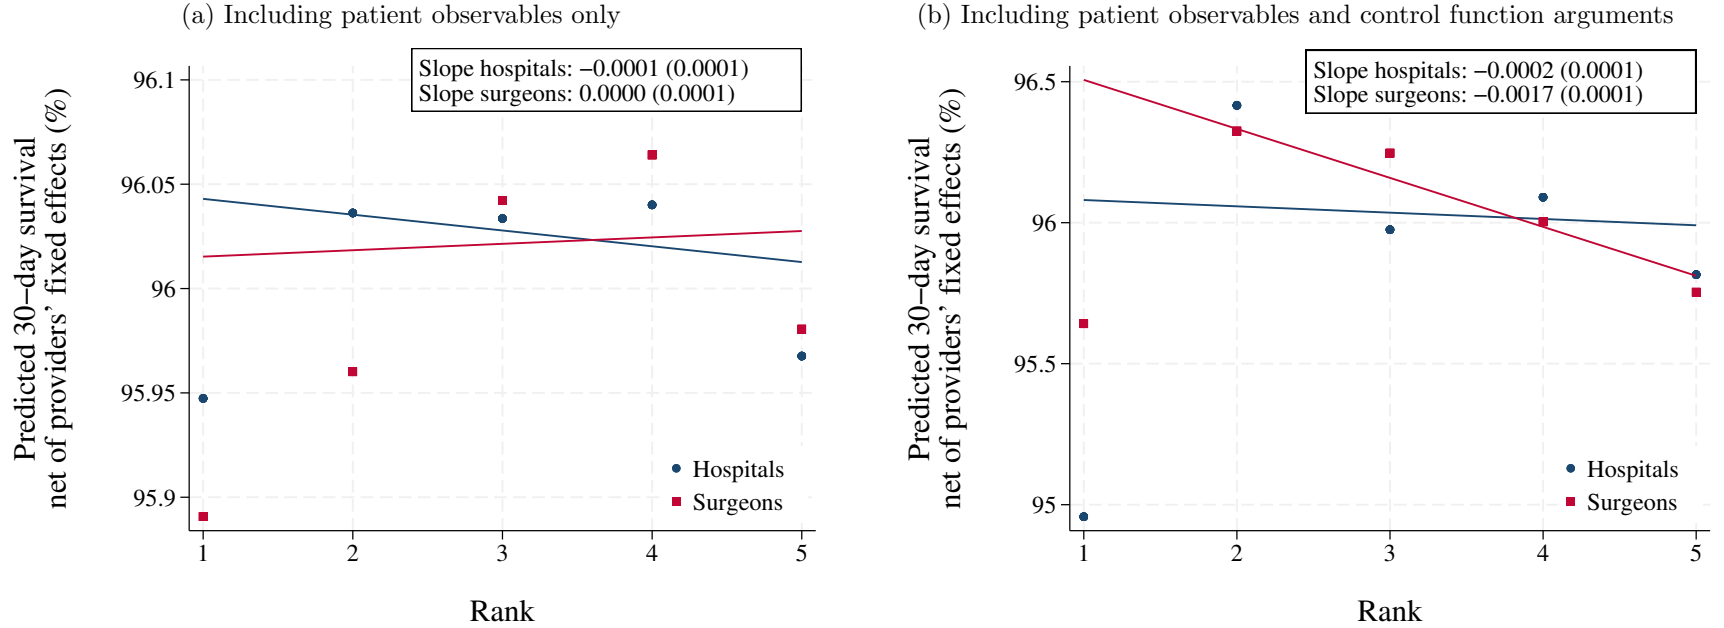 (a) Including patient observables only
Slope hospitals: −0.0001 (0.0001)
Slope surgeons: 0.0000 (0.0001)
Predicted 30−day survival
net of providers’ fixed effects (%)
96.1
96.05
96
95.95
95.9
Hospitals
Surgeons
1 2 3 4 5
Rank
(b) Including patient observables and control function arguments
Slope hospitals: −0.0002 (0.0001)
Slope surgeons: −0.0017 (0.0001)
Predicted 30−day survival
net of providers’ fixed effects (%)
96.5
96
95.5
95
Hospitals
Surgeons
1 2 3 4 5
Rank